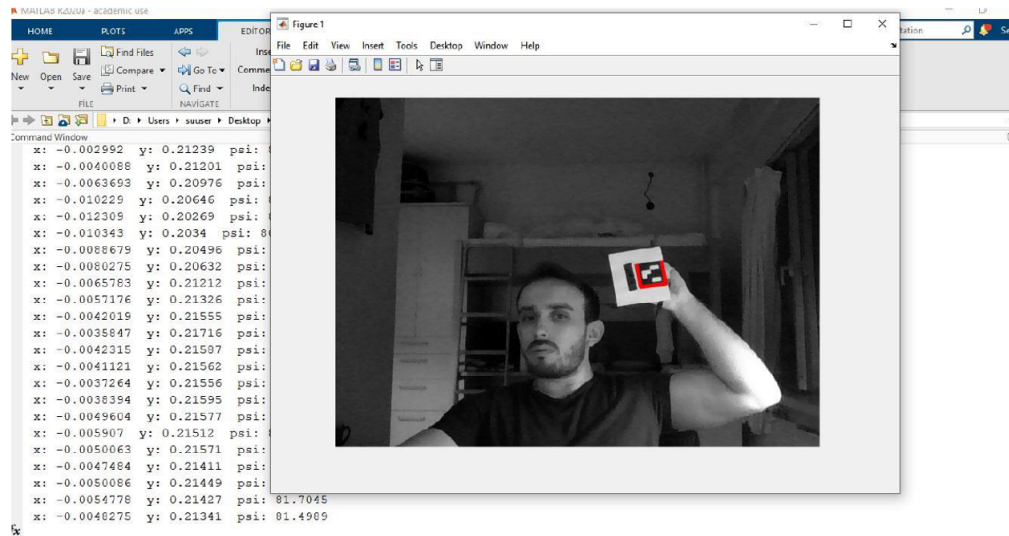 MATLAB R2020a - academic use
HOME PLOTS APPS EDITOR
Figure 1
File Edit View Insert Tools Desktop Window Help
New Open Save
Find Files
Compare
Print
Go To
Find
Inse
Comme
Inde
tation
Se
FILE NAVIGATE
D: Users suuser Desktop
Command Window
x: -0.002992 y: 0.21239 psi:
x: -0.0040088 y: 0.21201 psi:
x: -0.0063693 y: 0.20976 psi:
x: -0.010229 y: 0.20646 psi:
x: -0.012309 y: 0.20269 psi:
x: -0.010343 y: 0.2034 psi: 80
x: -0.0088679 y: 0.20496 psi:
x: -0.0080275 y: 0.20632 psi:
x: -0.0065783 y: 0.21212 psi:
x: -0.0057176 y: 0.21326 psi:
x: -0.0042019 y: 0.21555 psi:
x: -0.0035847 y: 0.21716 psi:
x: -0.0042315 y: 0.21587 psi:
x: -0.0041121 y: 0.21562 psi:
x: -0.0037264 y: 0.21556 psi:
x: -0.0038394 y: 0.21595 psi:
x: -0.0049604 y: 0.21577 psi:
x: -0.005907 y: 0.21512 psi:
x: -0.0050063 y: 0.21571 psi:
x: -0.0047484 y: 0.21411 psi:
x: -0.0050086 y: 0.21449 psi:
x: -0.0054778 y: 0.21427 psi: 81.7045
x: -0.0048275 y: 0.21341 psi: 81.4989
fx